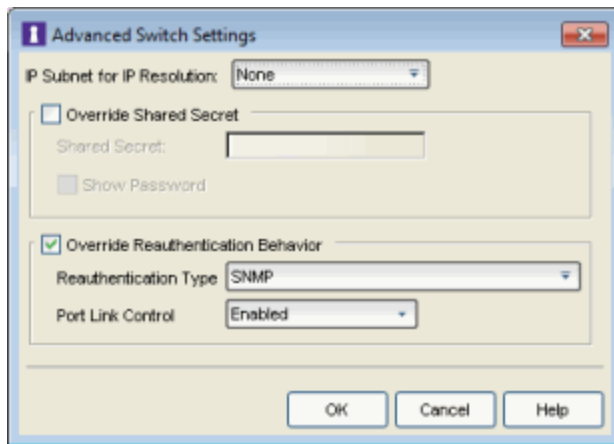 Advanced Switch Settings
IP Subnet for IP Resolution: None
Override Shared Secret
Shared Secret:
Show Password
Override Reauthentication Behavior
Reauthentication Type SNMP
Port Link Control Enabled
OK Cancel Help